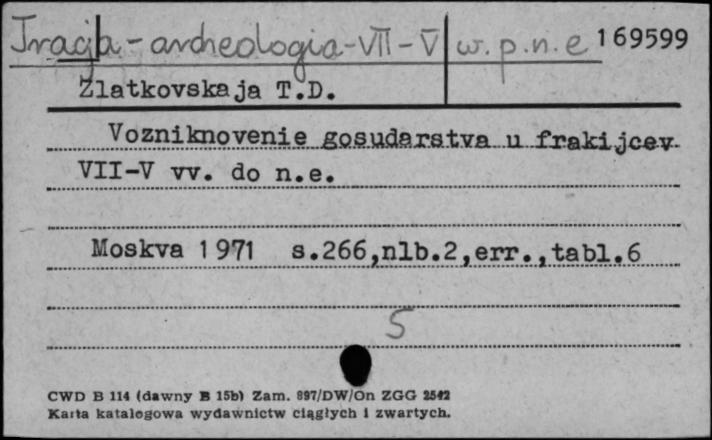 Tracja - archeologia - VII - V w. p.n.e 169599
Zlatkovskaja T.D.
Vozniknovenie gosudarstva u frakijcev
VII-V vv. do n.e.
Moskva 1971 s.266,nlb.2,err.,tabl.6
5
CWD B 114 (dawny B 15b) Zam. 897/DW/On ZGG 2542
Karta katalogowa wydawnictw ciągłych i zwartych.